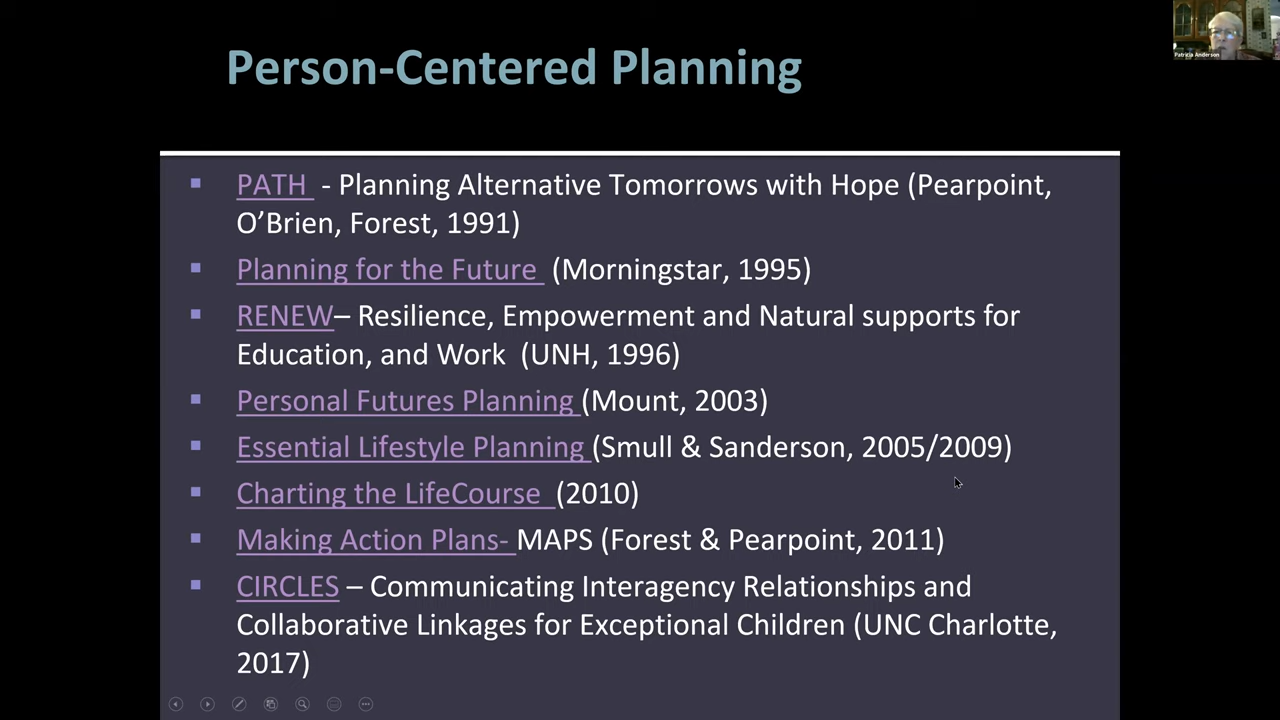 Person-Centered Planning
Patricia Anderson
PATH - Planning Alternative Tomorrows with Hope (Pearpoint,
O’Brien, Forest, 1991)
Planning for the Future (Morningstar, 1995)
RENEW– Resilience, Empowerment and Natural supports for
Education, and Work (UNH, 1996)
Personal Futures Planning (Mount, 2003)
Essential Lifestyle Planning (Smull & Sanderson, 2005/2009)
Charting the LifeCourse (2010)
Making Action Plans- MAPS (Forest & Pearpoint, 2011)
CIRCLES – Communicating Interagency Relationships and
Collaborative Linkages for Exceptional Children (UNC Charlotte,
2017)